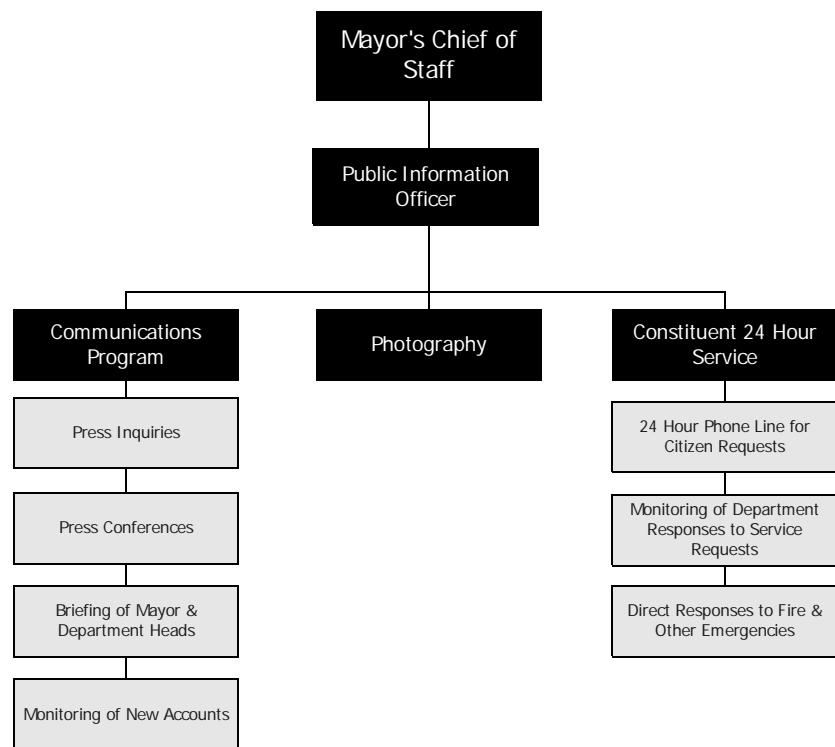 Mayor's Chief of
Staff
Public Information
Officer
Communications
Program
Photography
Constituent 24 Hour
Service
Press Inquiries
Press Conferences
Briefing of Mayor &
Department Heads
Monitoring of New Accounts
24 Hour Phone Line for
Citizen Requests
Monitoring of Department
Responses to Service
Requests
Direct Responses to Fire &
Other Emergencies